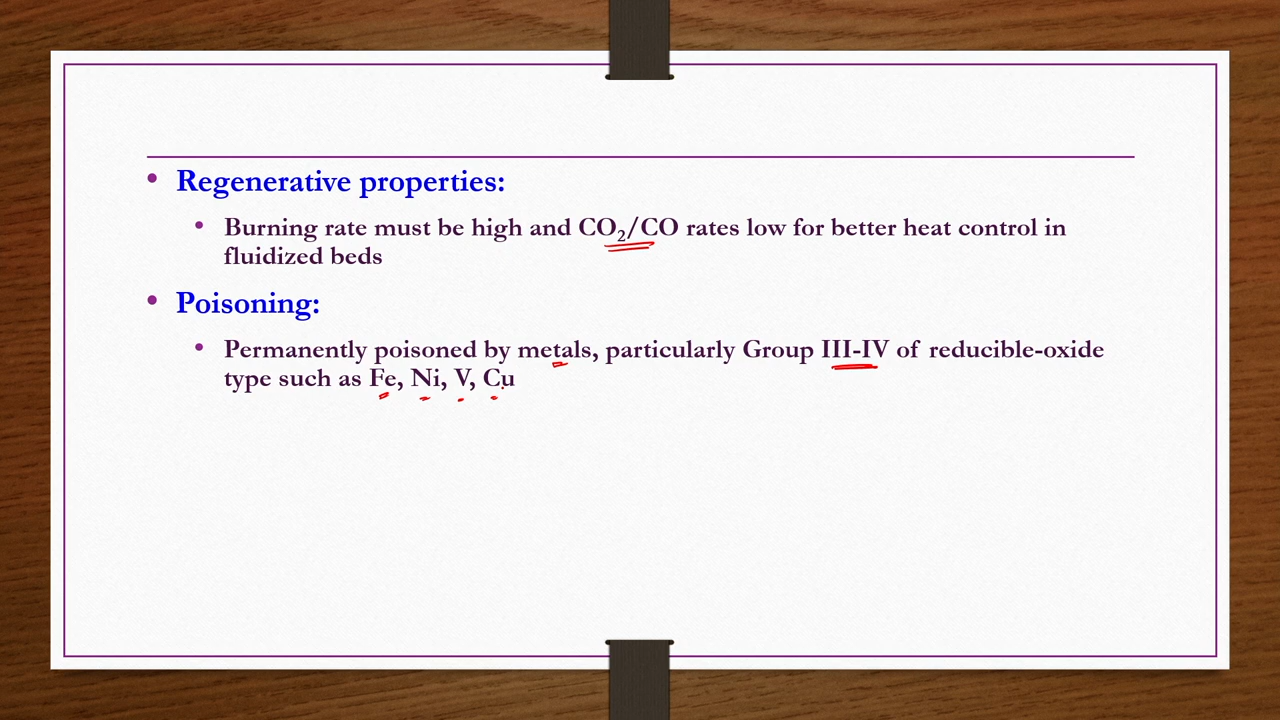 • Regenerative properties:
• Burning rate must be high and CO₂/CO rates low for better heat control in
fluidized beds
• Poisoning:
• Permanently poisoned by metals, particularly Group III-IV of reducible-oxide
type such as Fe, Ni, V, Cu